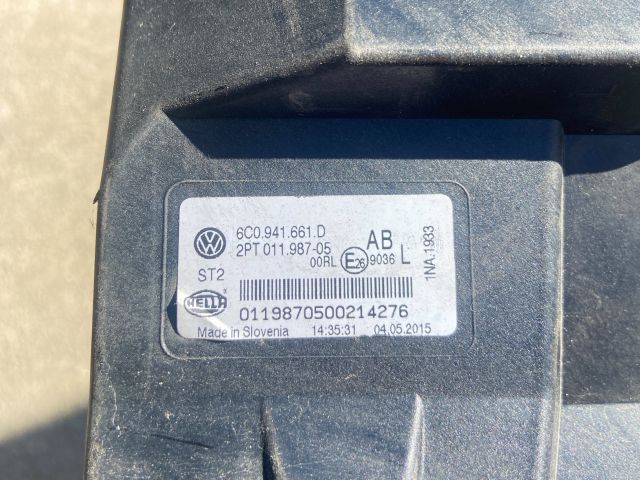 6C0.941.661.D
2PT 011.987-05
AB
00RL E26 9036 L
1NA.1933
ST2
HELLA ®
0119870500214276
Made in Slovenia 14:35:31 04.05.2015